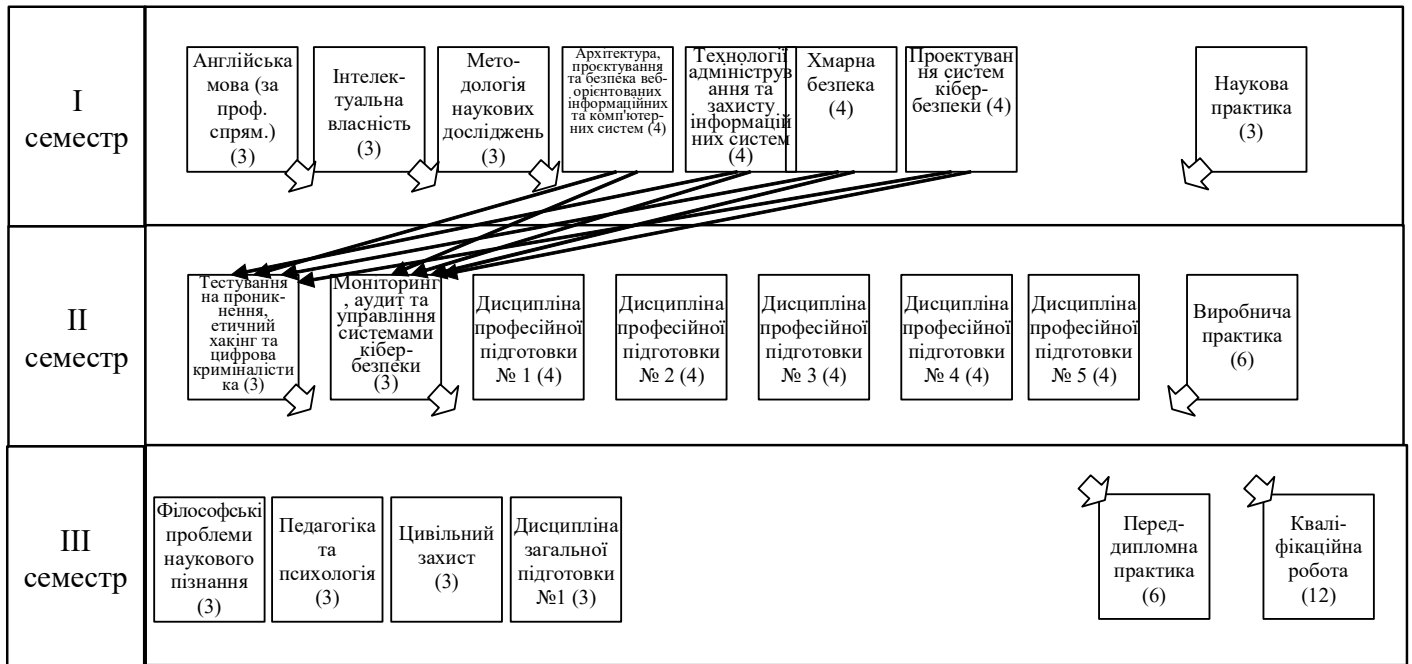 I
семестр
Англійська
мова (за
проф.
спрям.)
(3)
Інтелек-
туальна
власність
(3)
Мето-
дологія
наукових
досліджень
(3)
Архітектура,
проєктування
та безпека веб-
орієнтованих
інформаційних
та комп'ютер-
них систем (4)
Технології
адмініструв
ання та
захисту
інформацій
них систем
(4)
Хмарна
безпека
(4)
Проектуван
ня систем
кібер-
безпеки (4)
Наукова
практика
(3)
II
семестр
Тестування
на проник-
нення,
етичний
хакінг та
цифрова
криміналісти
ка (3)
Моніторинг
, аудит та
управління
системами
кібер-
безпеки
(3)
Дисципліна
професійної
підготовки
№ 1 (4)
Дисципліна
професійної
підготовки
№ 2 (4)
Дисципліна
професійної
підготовки
№ 3 (4)
Дисципліна
професійної
підготовки
№ 4 (4)
Дисципліна
професійної
підготовки
№ 5 (4)
Виробнича
практика
(6)
III
семестр
Філософські
проблеми
наукового
пізнання
(3)
Педагогіка
та
психологія
(3)
Цивільний
захист
(3)
Дисципліна
загальної
підготовки
№1 (3)
Перед-
дипломна
практика
(6)
Квалі-
фікаційна
робота
(12)